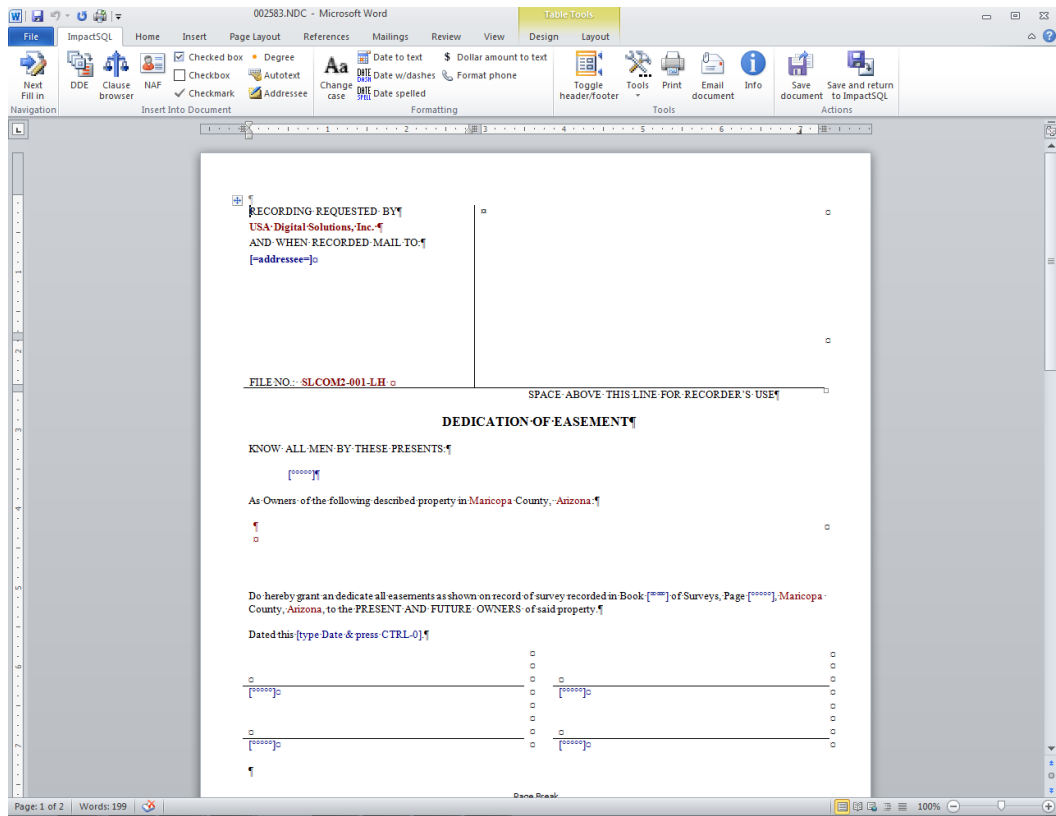 002583.NDC - Microsoft Word
Table Tools
File ImpactSQL Home Insert Page Layout References Mailings Review View Design Layout
Next Fill in
DDE
Clause browser
NAF
Checked box
Checkbox
Checkmark
Degree
Autotext
Addressee
Aa
Change case
Date to text
Date w/dashes
Date spelled
$ Dollar amount to text
Format phone
Toggle header/footer
Tools
Print
Email document
Info
Save document
Save and return to ImpactSQL
Navigation Insert Into Document Formatting Tools Actions
1 2 3 4 5 6 7
RECORDING REQUESTED BY¶
USA·Digital·Solutions,·Inc.·¶
AND·WHEN·RECORDED·MAIL·TO:¶
[=addressee=]¤
FILE·NO.:··SLCOM2-001-LH·¤
SPACE·ABOVE·THIS·LINE·FOR·RECORDER'S·USE¶
DEDICATION·OF·EASEMENT¶
KNOW·ALL·MEN·BY·THESE·PRESENTS:¶
[°°°°°]¶
As·Owners·of·the·following·described·property·in·Maricopa·County,··Arizona:¶
¶
¤
Do·hereby·grant·an·dedicate·all·easements·as·shown·on·record·of·survey·recorded·in·Book·[°°°°°]·of·Surveys,·Page·[°°°°°],·Maricopa·
County,·Arizona,·to·the·PRESENT·AND·FUTURE·OWNERS·of·said·property.¶
Dated·this·[type·Date·&·press·CTRL-0].¶
[°°°°°]¤ [°°°°°]¤
[°°°°°]¤ [°°°°°]¤
¶
Page Break
Page: 1 of 2 Words: 199 100%